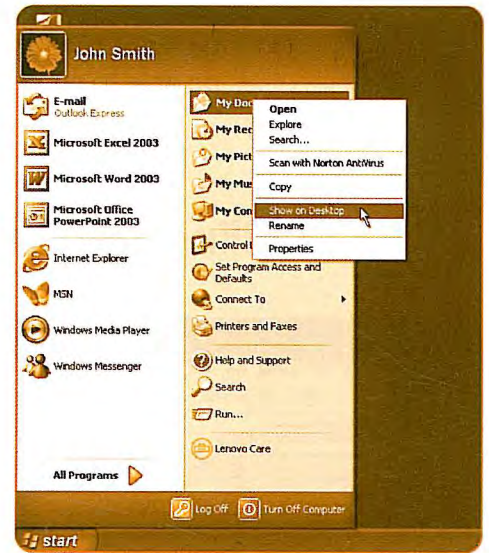 John Smith
E-mail
Outlook Express
Microsoft Excel 2003
Microsoft Word 2003
Microsoft Office
PowerPoint 2003
Internet Explorer
MSN
Windows Media Player
Windows Messenger
All Programs
My Doc
My Rec
My Pict
My Mus
My Com
Control
Set Program Access and
Defaults
Connect To
Printers and Faxes
Help and Support
Search
Run...
Lenovo Care
Open
Explore
Search...
Scan with Norton AntiVirus
Copy
Show on Desktop
Rename
Properties
Log Off
Turn Off Computer
start